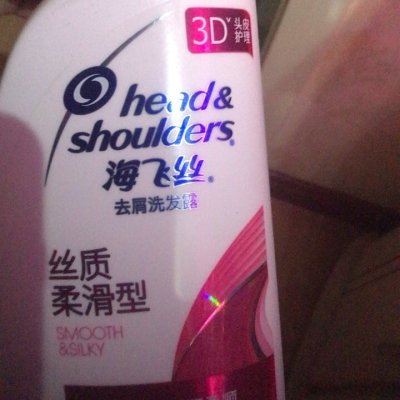 3D
头皮
护理
head &
shoulders
海飞丝
去屑洗发露
丝质
柔滑型
SMOOTH
&SILKY